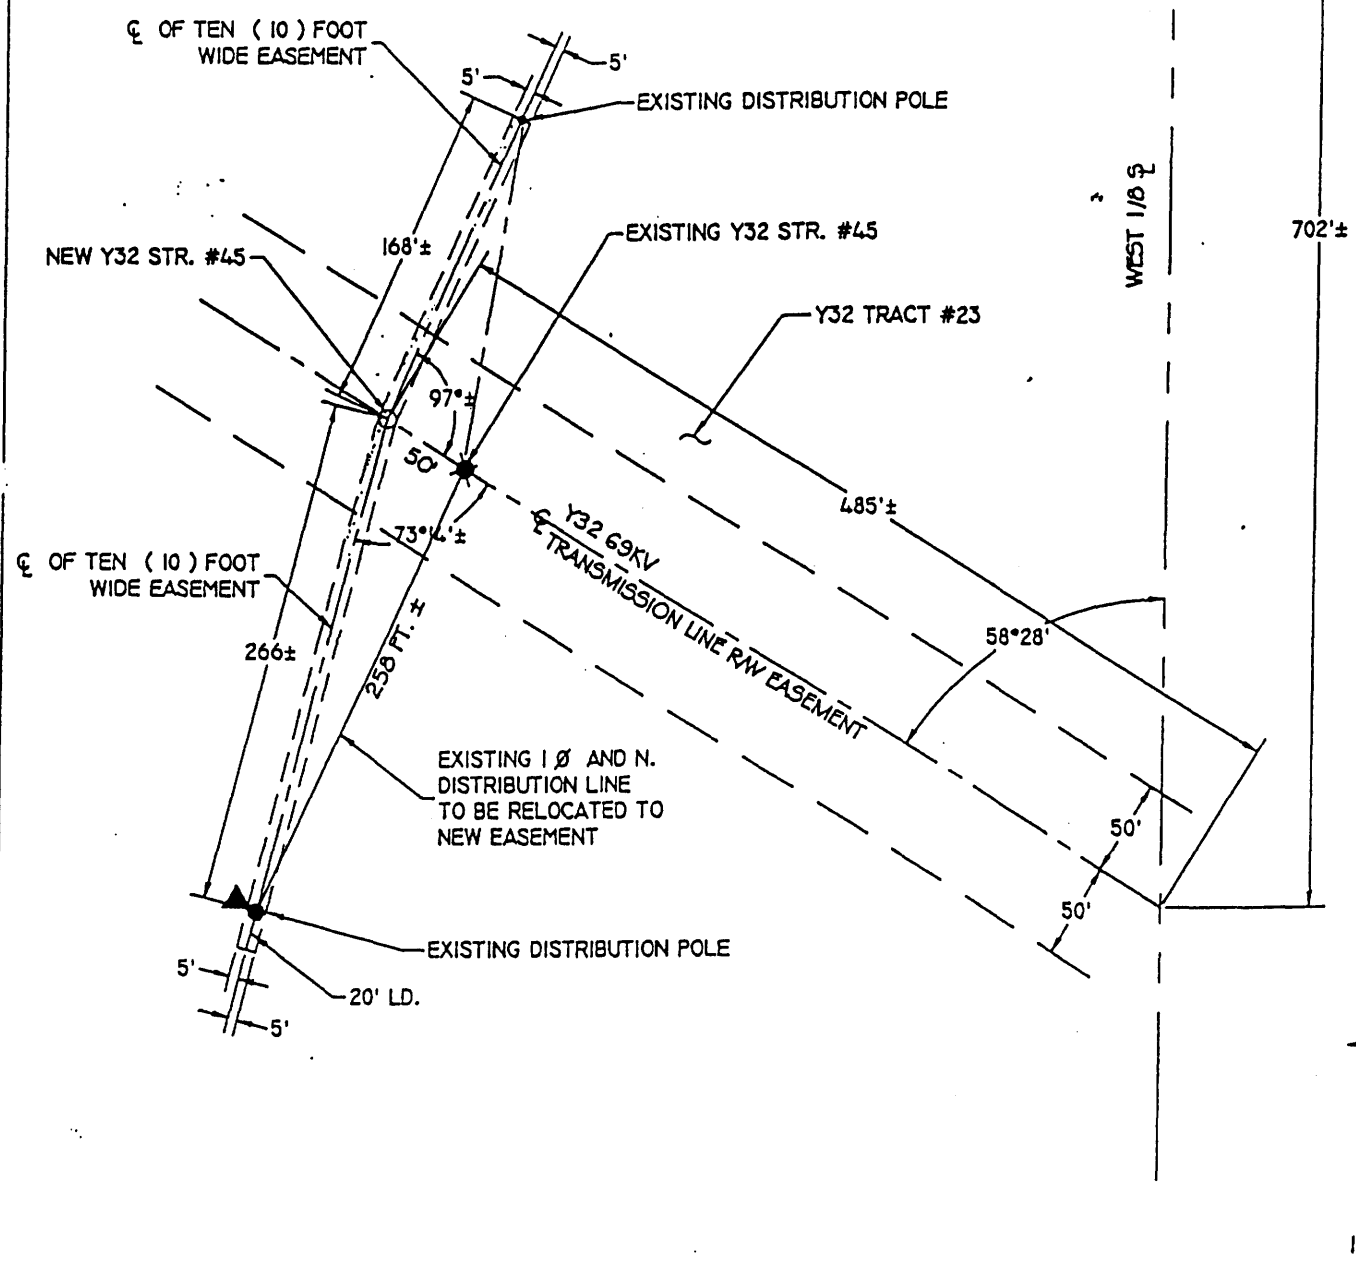 ℄ OF TEN ( 10 ) FOOT
WIDE EASEMENT
5'
5'
EXISTING DISTRIBUTION POLE
WEST 1/8 ℄
702'±
168'±
NEW Y32 STR. #45
EXISTING Y32 STR. #45
Y32 TRACT #23
97°±
50'
485'±
73°'4'±
℄ Y32 69KV
TRANSMISSION LINE R/W EASEMENT
℄ OF TEN ( 10 ) FOOT
WIDE EASEMENT
58°28'
266±
258 FT. ±
EXISTING 1 Ø AND N.
DISTRIBUTION LINE
TO BE RELOCATED TO
NEW EASEMENT
50'
50'
EXISTING DISTRIBUTION POLE
5'
20' LD.
5'